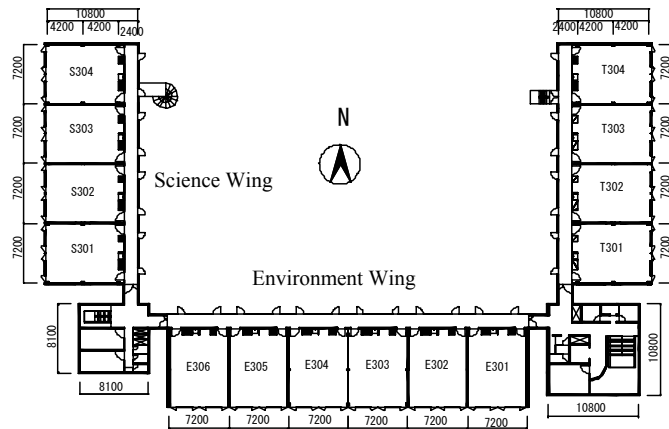 10800
4200 4200 2400
10800
2400 4200 4200
7200
7200
7200
7200
S304
S303
S302
S301
N
Science Wing
Environment Wing
T304
T303
T302
T301
7200
7200
7200
7200
8100
8100
E306 E305 E304 E303 E302 E301
7200 7200 7200 7200 7200 7200
10800
10800